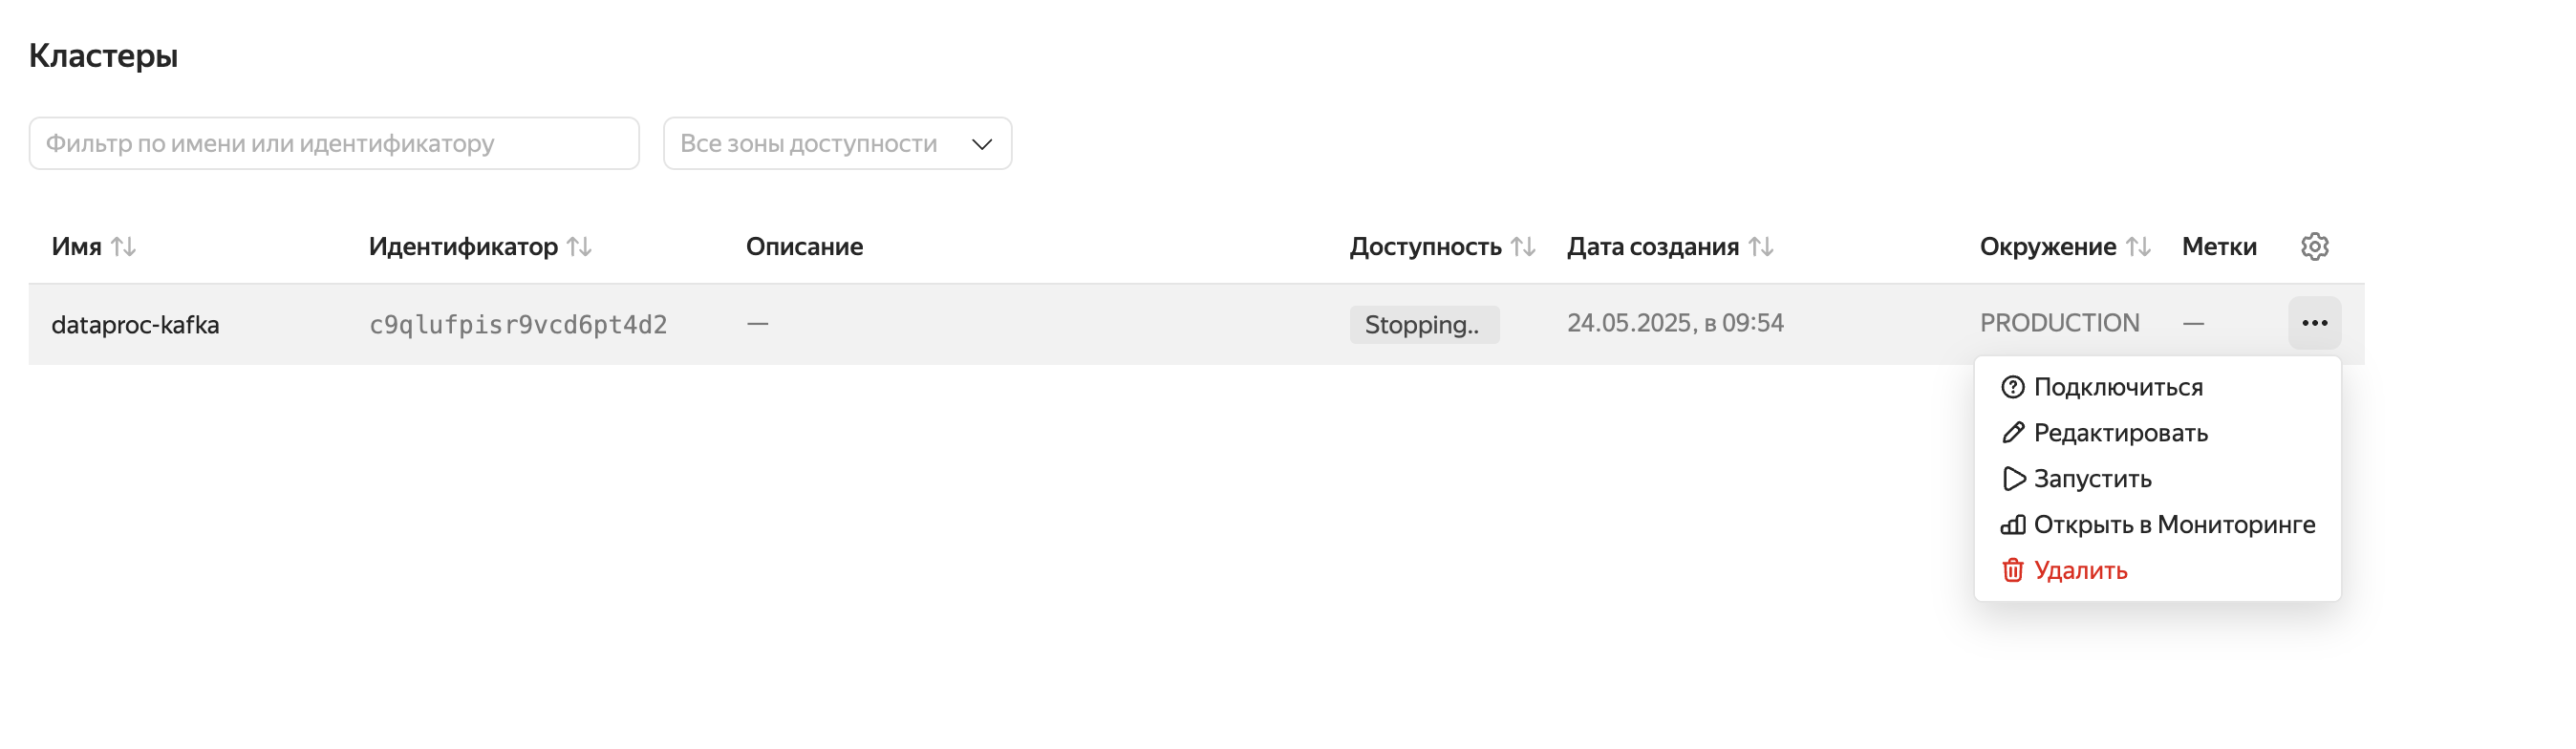 Кластеры
Фильтр по имени или идентификатору Все зоны доступности
Имя Идентификатор Описание Доступность Дата создания Окружение Метки
dataproc-kafka c9qlufpisr9vcd6pt4d2 — Stopping.. 24.05.2025, в 09:54 PRODUCTION —
Подключиться
Редактировать
Запустить
Открыть в Мониторинге
Удалить